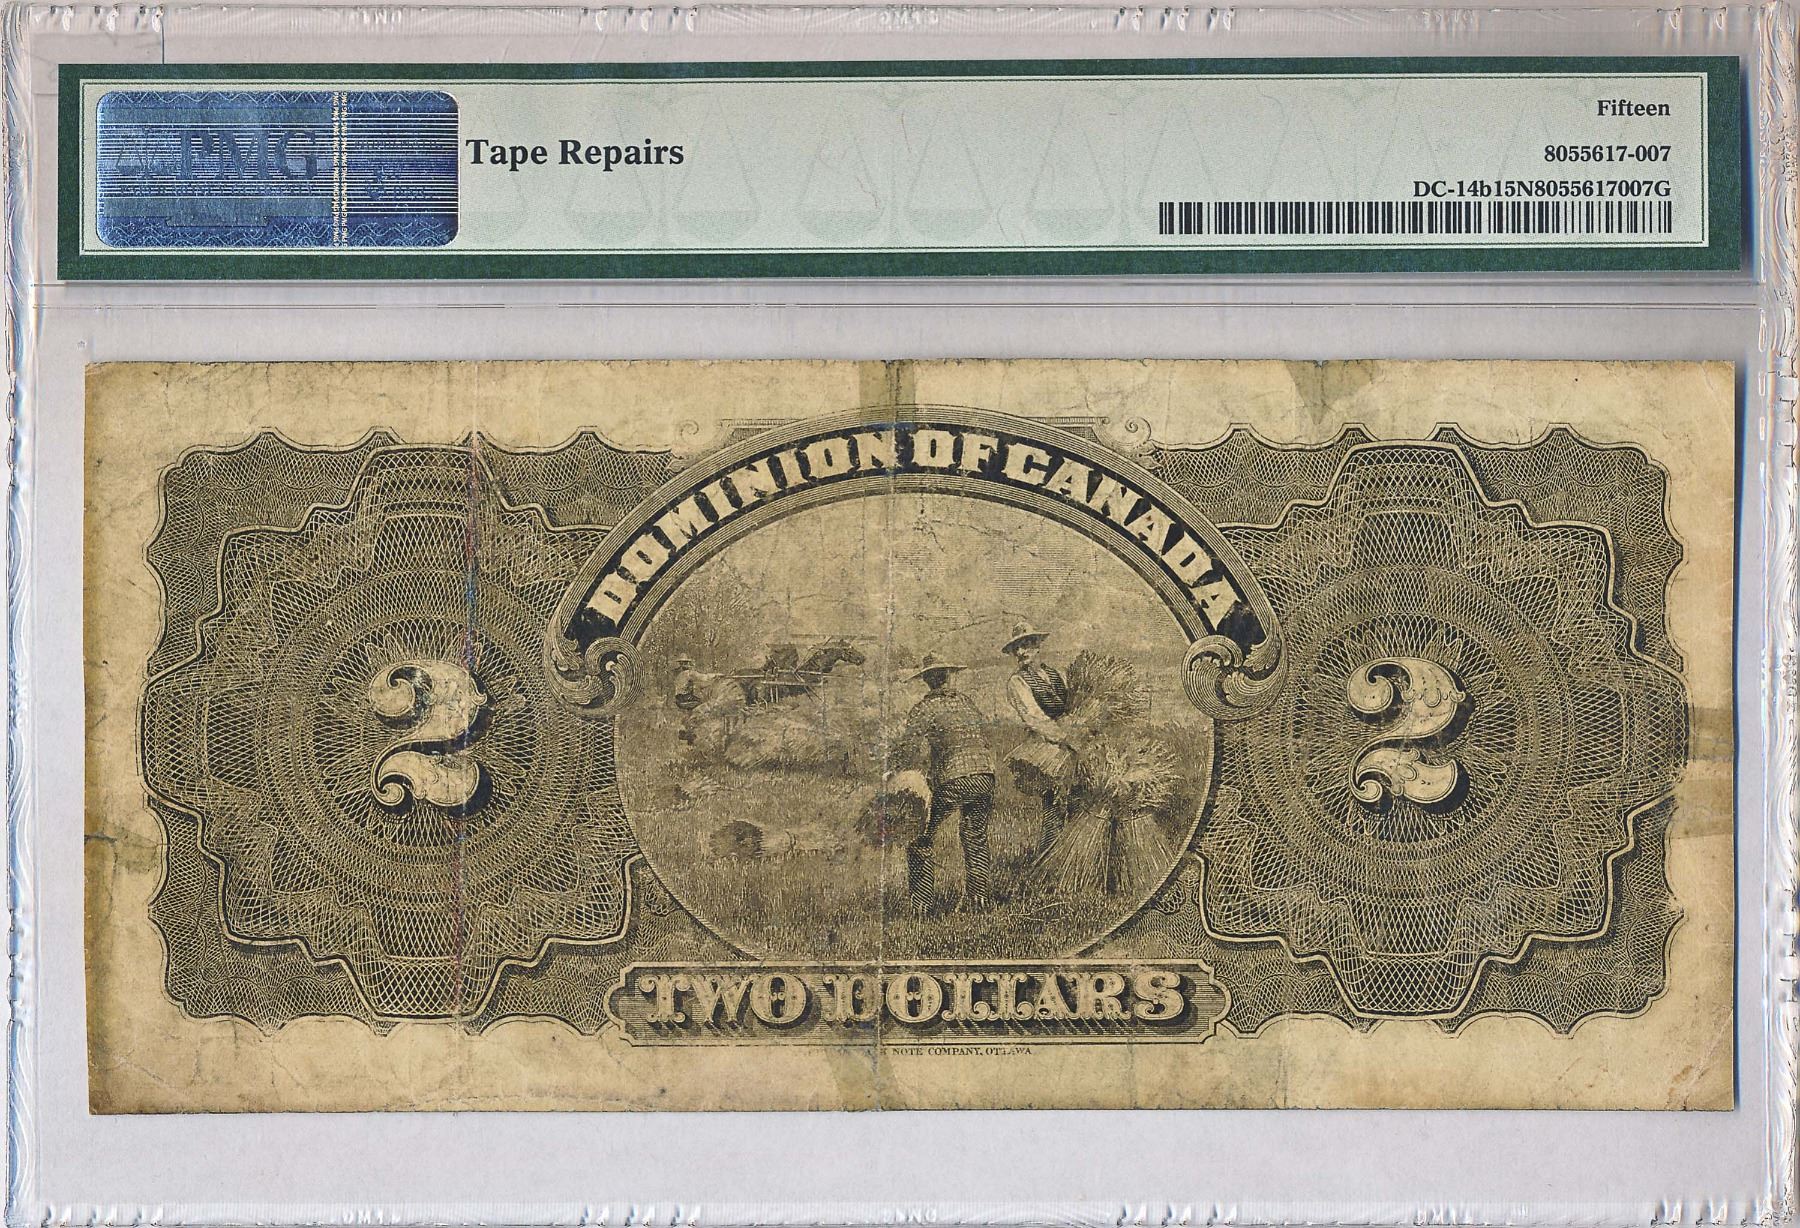 PMG
Tape Repairs
Fifteen
8055617-007
DC-14b15N8055617007G
DOMINION OF CANADA
2 2
TWO DOLLARS
NOTE COMPANY, OTTAWA